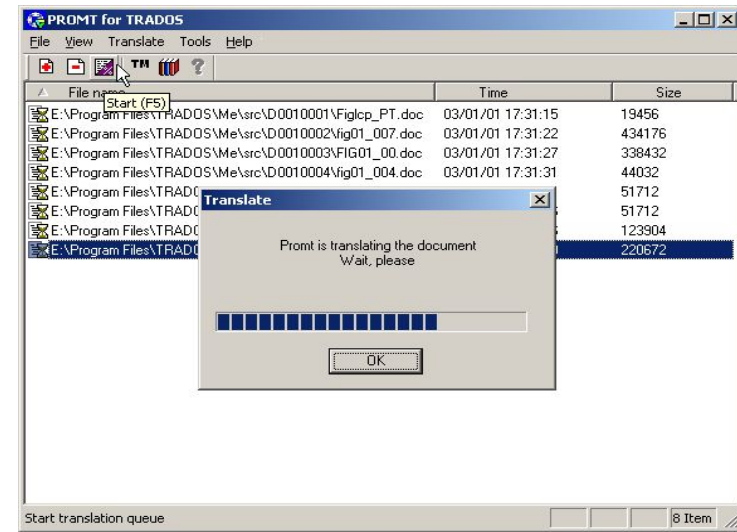 PROMT for TRADOS
File View Translate Tools Help
TM
File name Time Size
Start (F5)
E:\Program Files\TRADOS\Me\src\D0010001\Figlcp_PT.doc 03/01/01 17:31:15 19456
E:\Program Files\TRADOS\Me\src\D0010002\fig01_007.doc 03/01/01 17:31:22 434176
E:\Program Files\TRADOS\Me\src\D0010003\FIG01_00.doc 03/01/01 17:31:27 338432
E:\Program Files\TRADOS\Me\src\D0010004\fig01_004.doc 03/01/01 17:31:31 44032
E:\Program Files\TRADO 51712
E:\Program Files\TRADO 51712
E:\Program Files\TRADO 123904
E:\Program Files\TRADO 220672
Translate
Promt is translating the document
Wait, please
OK
Start translation queue 8 Item